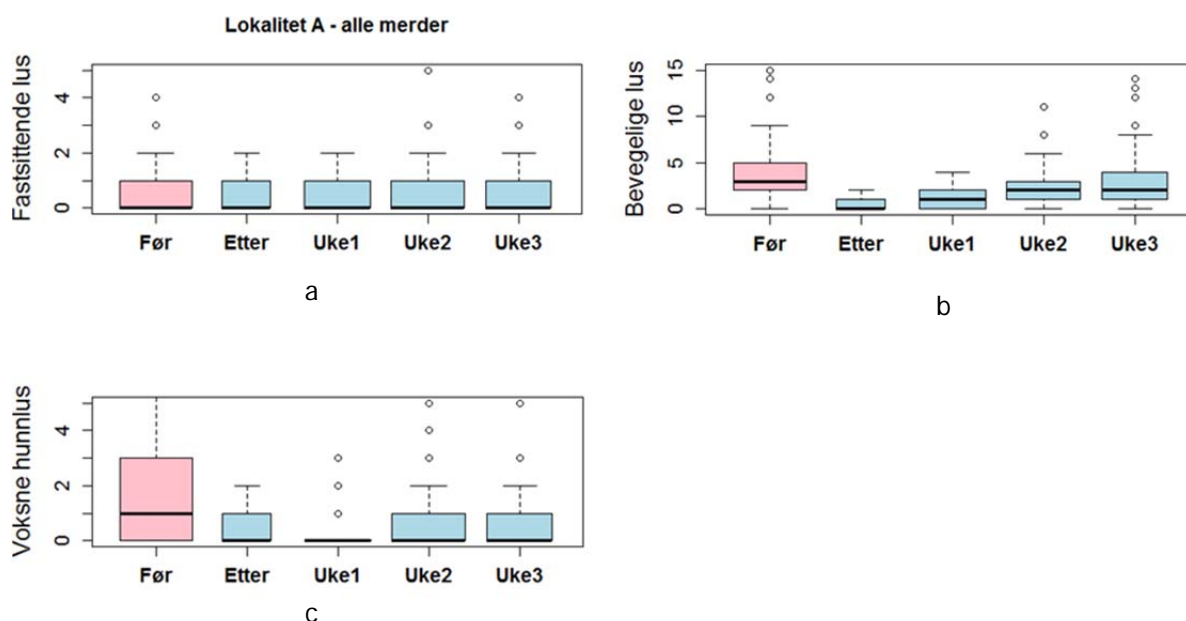 Lokalitet A - alle merder
Fastsittende lus
0 2 4
Før Etter Uke1 Uke2 Uke3
a
Bevegelige lus
0 5 10 15
Før Etter Uke1 Uke2 Uke3
b
Voksne hunnlus
0 2 4
Før Etter Uke1 Uke2 Uke3
c